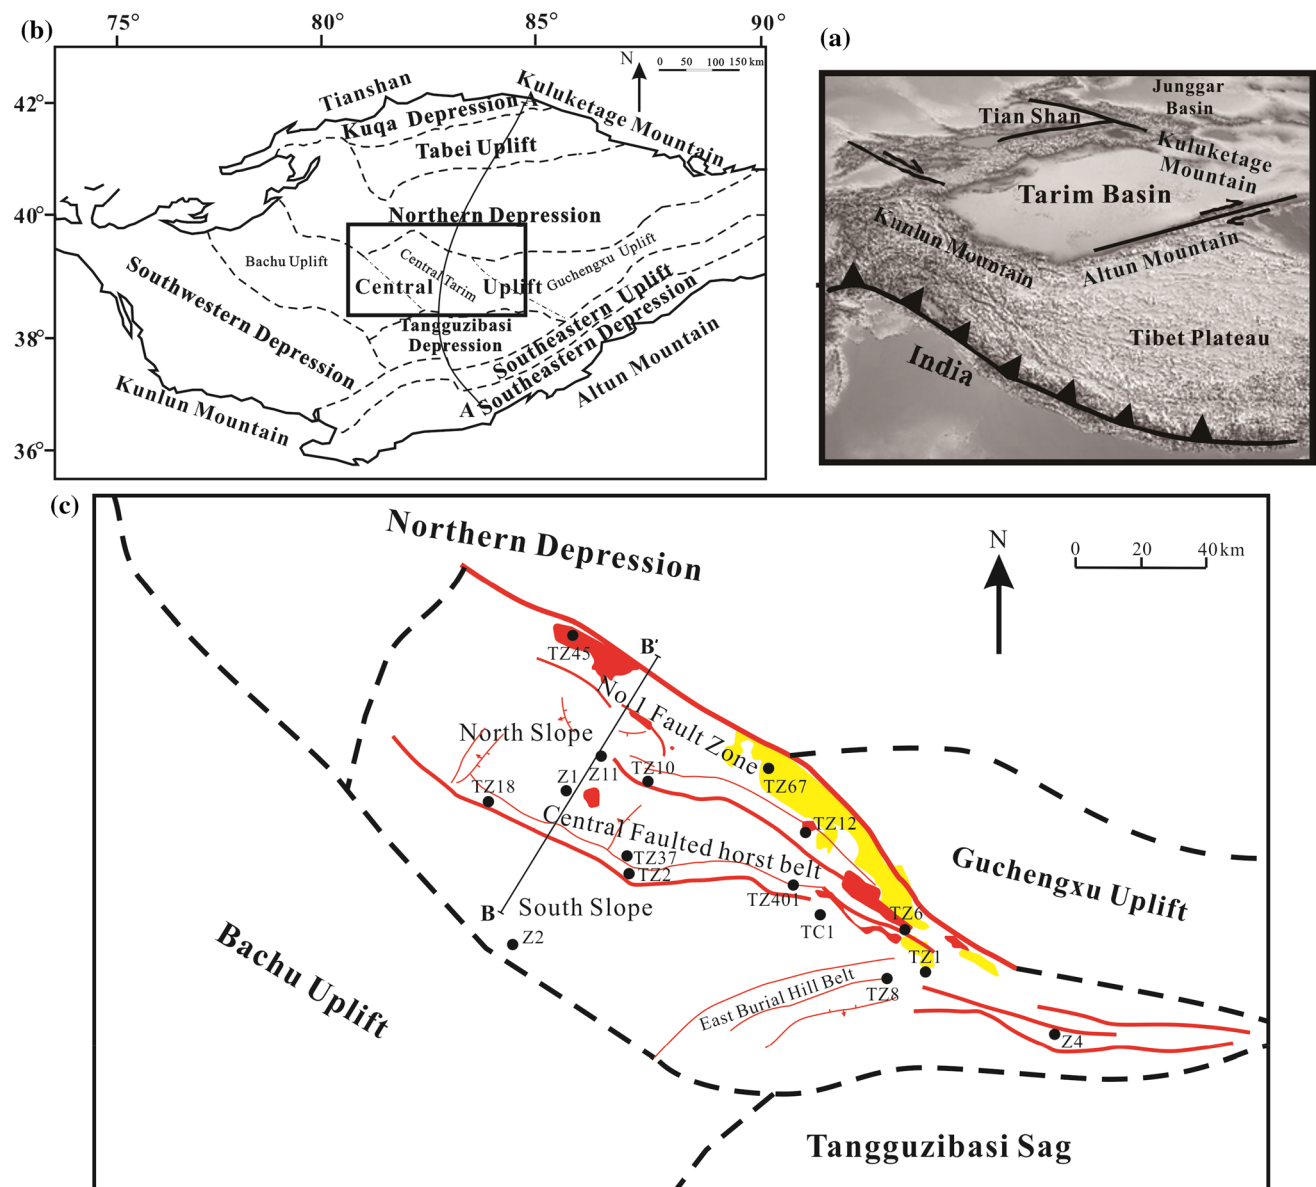 (b)
75°
80°
85°
90°
42°
40°
38°
36°
N
0 50 100 150 km
Tianshan
Kuluketage Mountain
Kuqa Depression
A
Tabei Uplift
Northern Depression
Bachu Uplift
Central Tarim
Central Uplift
Guchengxu Uplift
Southwestern Depression
Tangguzibasi
Depression
Southeastern Uplift
Southeastern Depression
A'
Kunlun Mountain
Altun Mountain
(a)
Junggar
Basin
Tian Shan
Kuluketage
Mountain
Tarim Basin
Kunlun Mountain
Altun Mountain
Tibet Plateau
India
(c)
Northern Depression
N
0 20 40km
TZ45
B'
No.1 Fault Zone
North Slope
Z11
TZ10
TZ67
Z1
TZ18
TZ12
Central Faulted horst belt
TZ37
TZ2
TZ401
Guchengxu Uplift
B
South Slope
TC1
TZ6
Z2
TZ1
Bachu Uplift
East Burial Hill Belt
TZ8
Z4
Tangguzibasi Sag